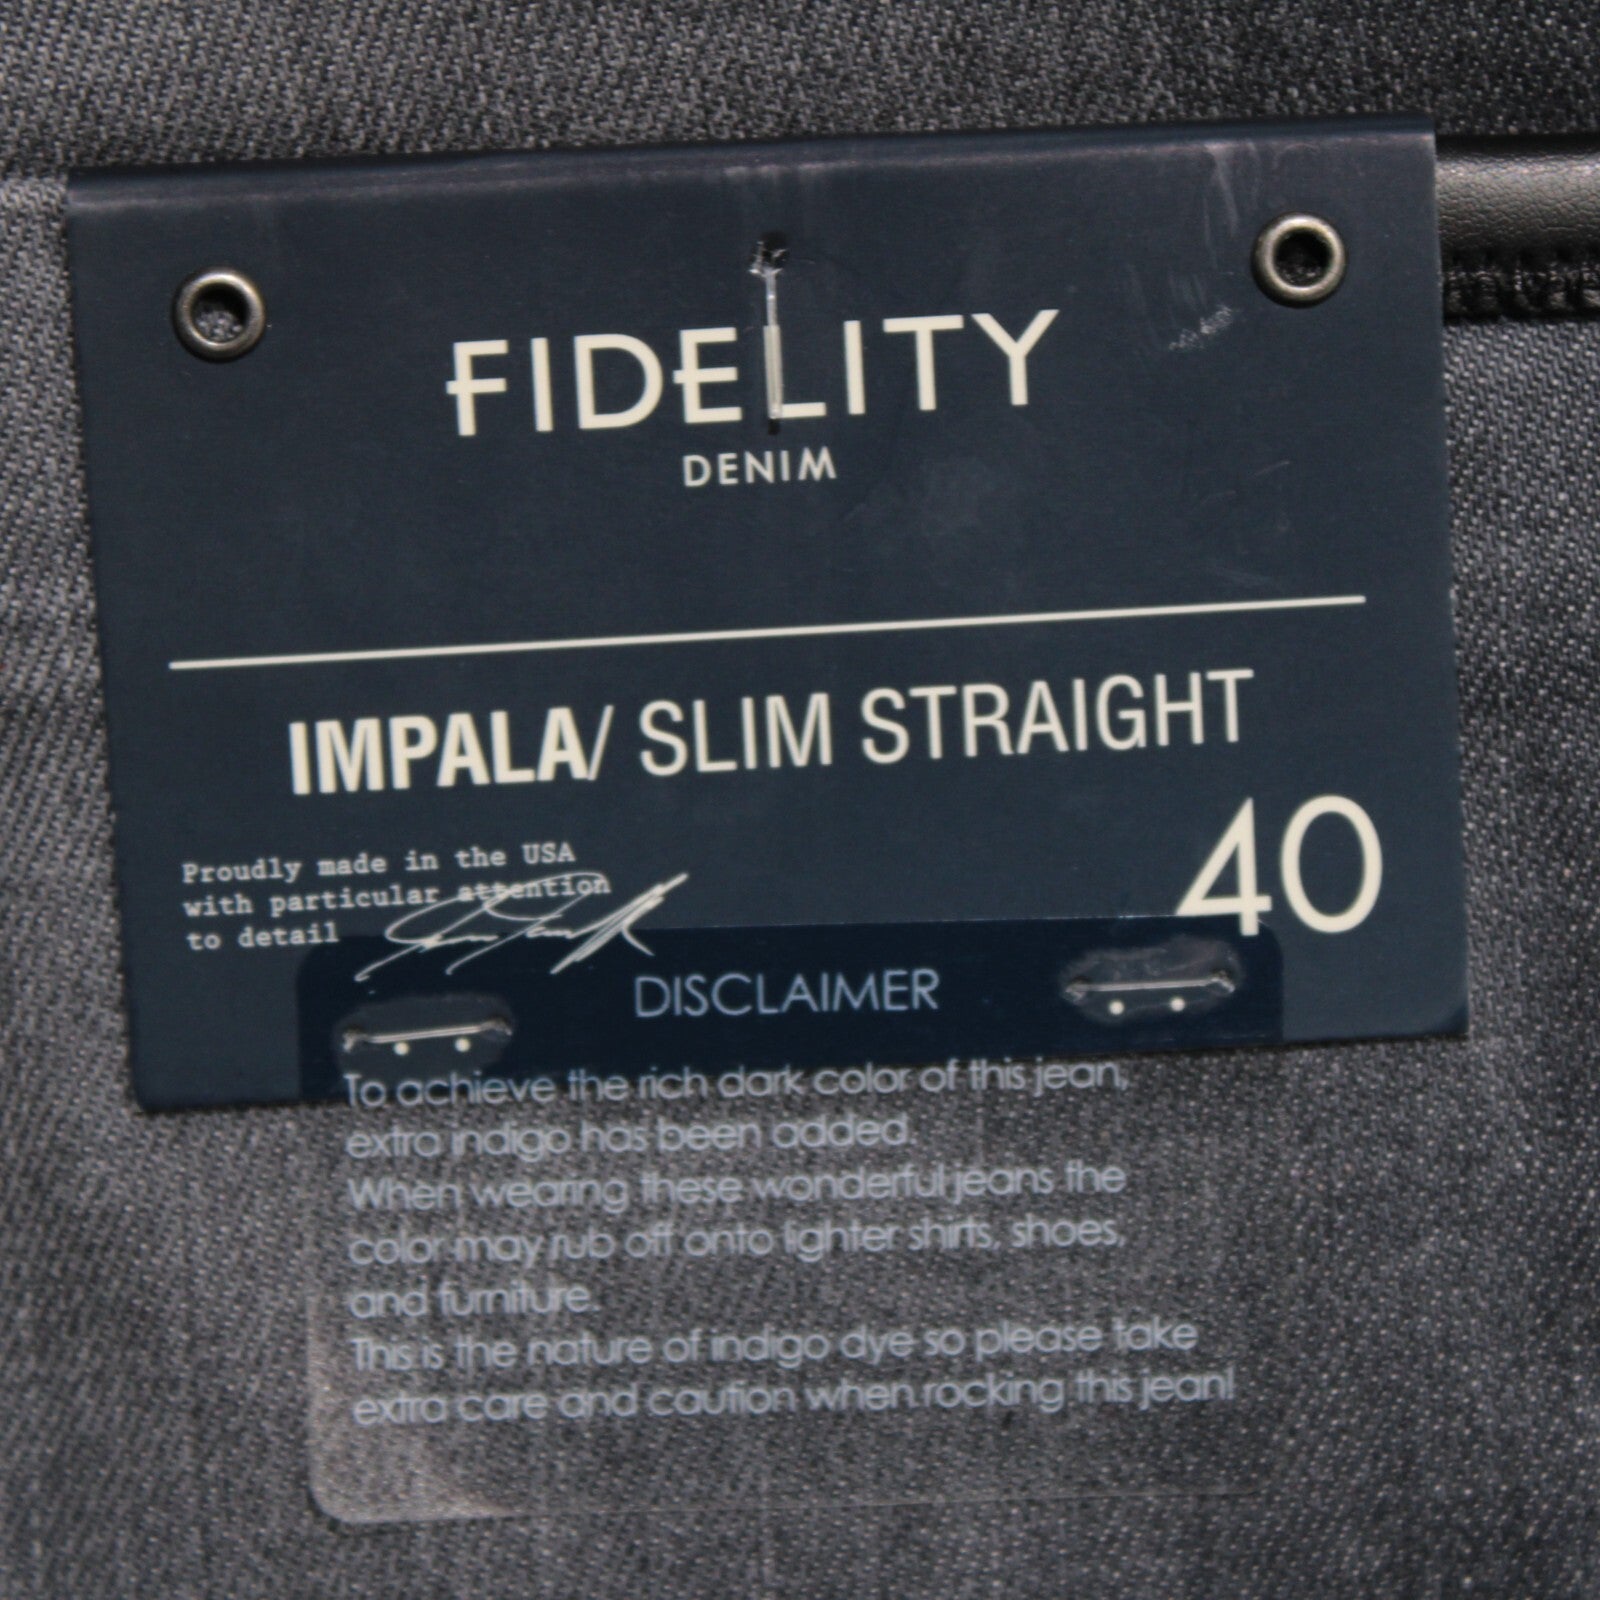 FIDELITY
DENIM
IMPALA/ SLIM STRAIGHT
40
Proudly made in the USA
with particular attention
to detail
DISCLAIMER
To achieve the rich dark color of this jean,
extra indigo has been added.
When wearing these wonderful jeans the
color may rub off onto lighter shirts, shoes,
and furniture.
This is the nature of indigo dye so please take
extra care and caution when rocking this jean!